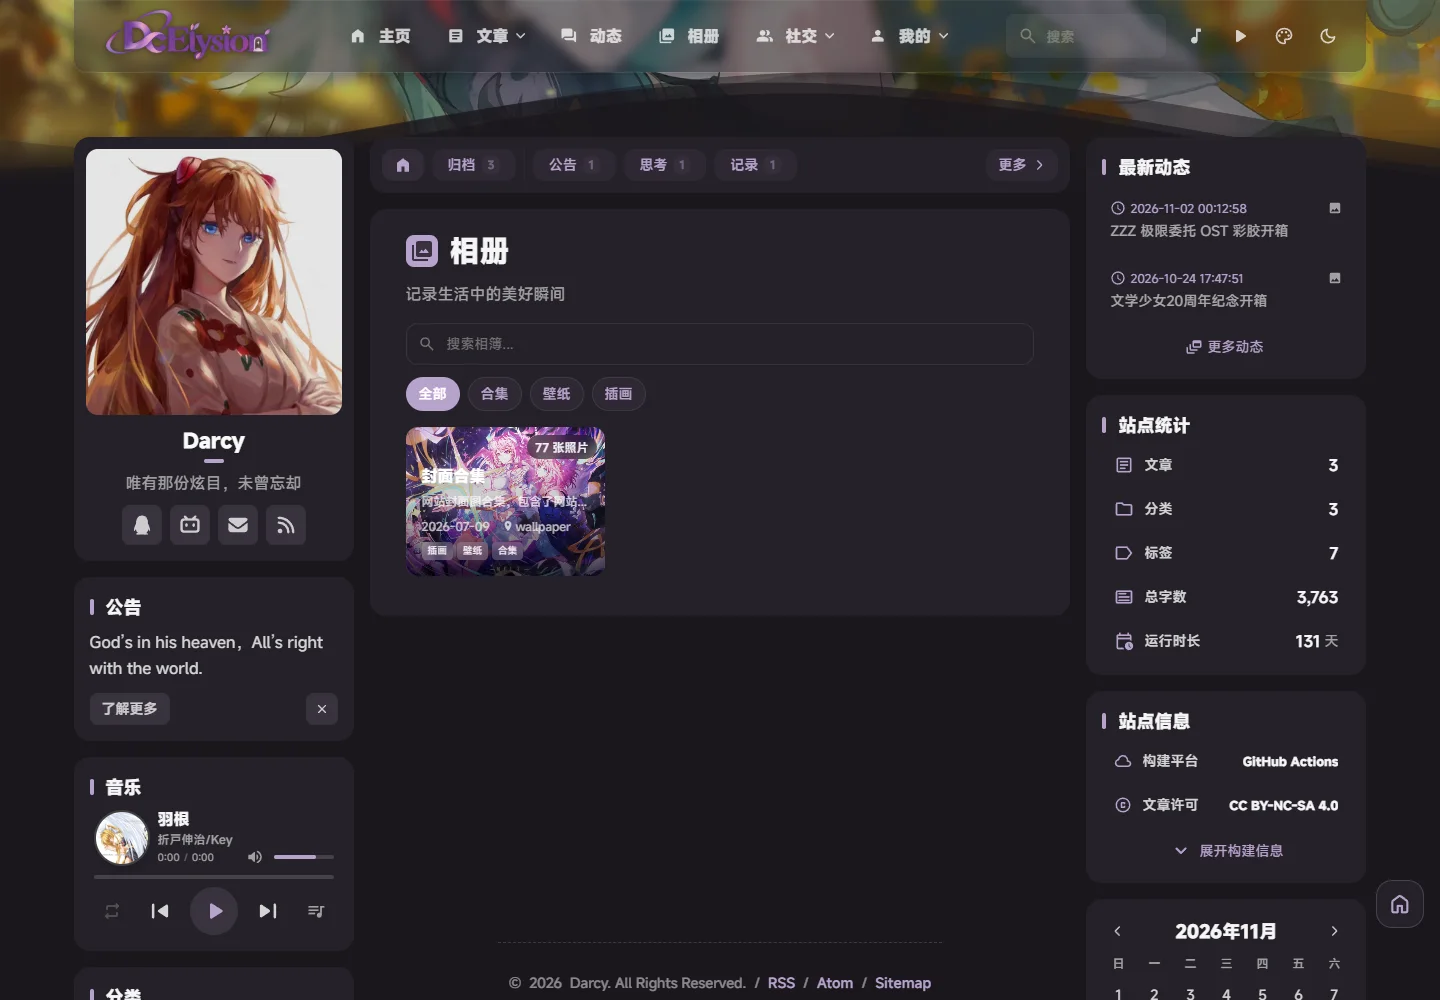 DcElysion
主页
文章
动态
相册
社交
我的
搜索
Darcy
唯有那份炫目，未曾忘却
公告
God's in his heaven，All's right
with the world.
了解更多
音乐
羽根
折戸伸治/Key
0:00 / 0:00
分类
归档 3
公告 1
思考 1
记录 1
更多
相册
记录生活中的美好瞬间
搜索相簿...
全部
合集
壁纸
插画
77 张照片
封面合集
网站封面图合集，包含了网站...
2026-07-09 wallpaper
插画 壁纸 合集
© 2026 Darcy. All Rights Reserved. / RSS / Atom / Sitemap
最新动态
2026-11-02 00:12:58
ZZZ 极限委托 OST 彩胶开箱
2026-10-24 17:47:51
文学少女20周年纪念开箱
更多动态
站点统计
文章 3
分类 3
标签 7
总字数 3,763
运行时长 131 天
站点信息
构建平台 GitHub Actions
文章许可 CC BY-NC-SA 4.0
展开构建信息
2026年11月
日 一 二 三 四 五 六
1 2 3 4 5 6 7